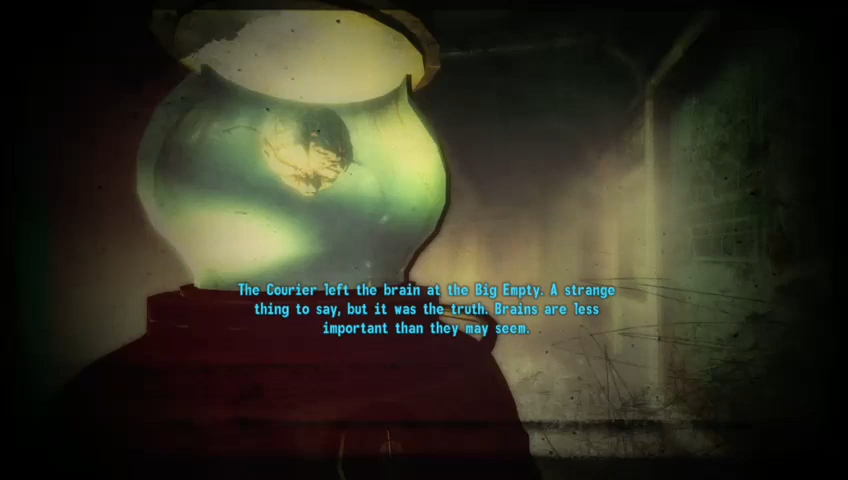 The Courier left the brain at the Big Empty. A strange
thing to say, but it was the truth. Brains are less
important than they may seem.